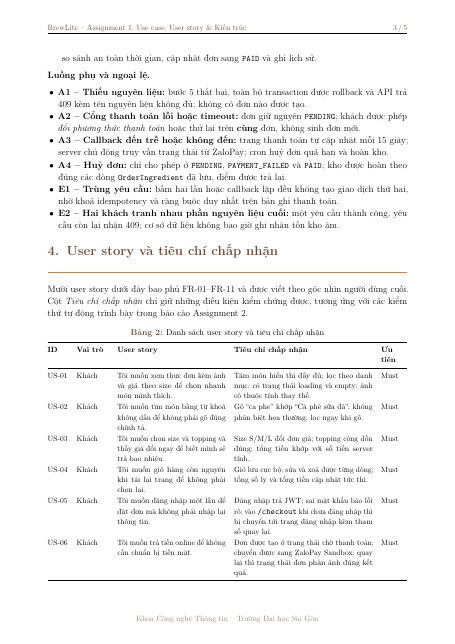 BrewLite – Assignment 1: Use case, User story & Kiến trúc 3 / 5
so sánh an toàn thời gian, cập nhật đơn sang PAID và ghi lịch sử.
Luồng phụ và ngoại lệ.
• A1 – Thiếu nguyên liệu: bước 5 thất bại, toàn bộ transaction được rollback và API trả
409 kèm tên nguyên liệu không đủ; không có đơn nào được tạo.
• A2 – Cổng thanh toán lỗi hoặc timeout: đơn giữ nguyên PENDING; khách được phép
đổi phương thức thanh toán hoặc thử lại trên cùng đơn, không sinh đơn mới.
• A3 – Callback đến trễ hoặc không đến: trang thanh toán tự cập nhật mỗi 15 giây;
server chủ động truy vấn trạng thái từ ZaloPay; cron huỷ đơn quá hạn và hoàn kho.
• A4 – Huỷ đơn: chỉ cho phép ở PENDING, PAYMENT_FAILED và PAID; kho được hoàn theo
đúng các dòng OrderIngredient đã lưu, điểm được trả lại.
• E1 – Trùng yêu cầu: bấm hai lần hoặc callback lặp đều không tạo giao dịch thứ hai,
nhờ khoá idempotency và ràng buộc duy nhất trên bản ghi thanh toán.
• E2 – Hai khách tranh nhau phần nguyên liệu cuối: một yêu cầu thành công, yêu
cầu còn lại nhận 409; cơ sở dữ liệu không bao giờ ghi nhận tồn kho âm.
4. User story và tiêu chí chấp nhận
Mười user story dưới đây bao phủ FR-01–FR-11 và được viết theo góc nhìn người dùng cuối.
Cột Tiêu chí chấp nhận chỉ giữ những điều kiện kiểm chứng được, tương ứng với các kiểm
thử tự động trình bày trong báo cáo Assignment 2.
Bảng 2: Danh sách user story và tiêu chí chấp nhận
ID Vai trò User story Tiêu chí chấp nhận Ưu
tiên
US-01 Khách Tôi muốn xem thực đơn kèm ảnh Tám món hiển thị đầy đủ; lọc theo danh Must
và giá theo size để chọn nhanh mục; có trạng thái loading và empty; ảnh
món mình thích. có thuộc tính thay thế.
US-02 Khách Tôi muốn tìm món bằng từ khoá Gõ “ca phe” khớp “Cà phê sữa đá”; không Must
không dấu để không phải gõ đúng phân biệt hoa thường; lọc ngay khi gõ.
chính tả.
US-03 Khách Tôi muốn chọn size và topping và Size S/M/L đổi đơn giá; topping cộng dồn Must
thấy giá đổi ngay để biết mình sẽ đúng; tổng tiền khớp với số tiền server
trả bao nhiêu. tính.
US-04 Khách Tôi muốn giỏ hàng còn nguyên Giỏ lưu cục bộ; sửa và xoá được từng dòng; Must
khi tải lại trang để không phải tổng số ly và tổng tiền cập nhật tức thì.
chọn lại.
US-05 Khách Tôi muốn đăng nhập một lần để Đăng nhập trả JWT; sai mật khẩu báo lỗi Must
đặt đơn mà không phải nhập lại rõ; vào /checkout khi chưa đăng nhập thì
thông tin. bị chuyển tới trang đăng nhập kèm tham
số quay lại.
US-06 Khách Tôi muốn trả tiền online để không Đơn được tạo ở trạng thái chờ thanh toán; Must
cần chuẩn bị tiền mặt. chuyển được sang ZaloPay Sandbox; quay
lại thì trạng thái đơn phản ánh đúng kết
quả.
Khoa Công nghệ Thông tin – Trường Đại học Sài Gòn